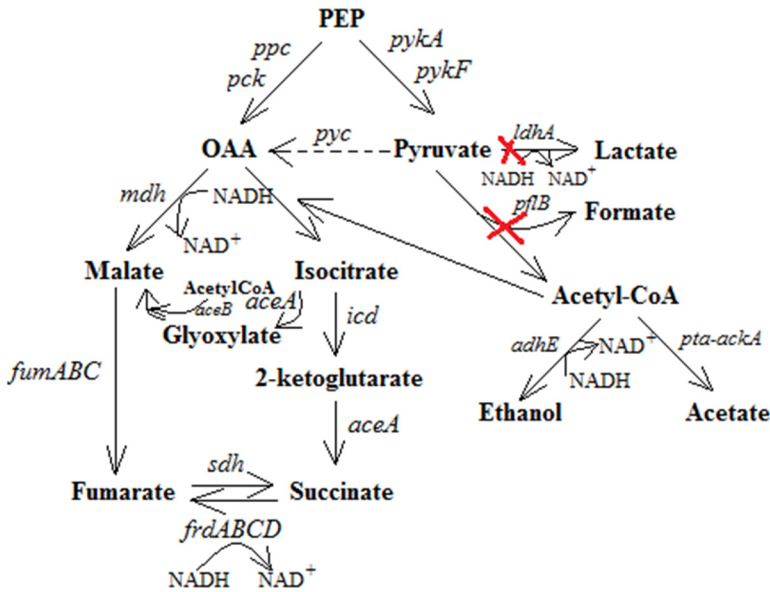 PEP
ppc
pykA
pck
pykF
OAA
pyc
Pyruvate
ldhA
Lactate
NADH
NAD+
mdh
NADH
pflB
Formate
NAD+
Malate
Isocitrate
AcetylCoA
aceB
aceA
Glyoxylate
icd
Acetyl-CoA
fumABC
adhE
NAD+
pta-ackA
NADH
2-ketoglutarate
Ethanol
Acetate
aceA
sdh
Fumarate
Succinate
frdABCD
NADH
NAD+